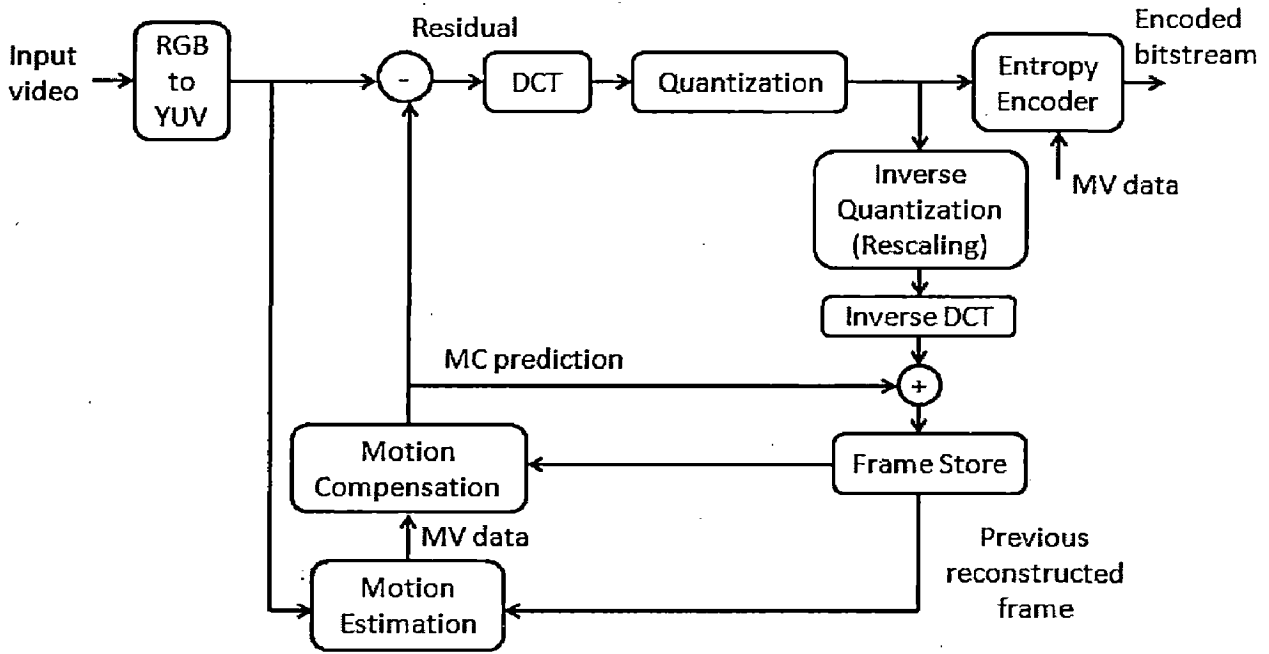 Input
video
RGB
to
YUV
Residual
-
DCT
Quantization
Entropy
Encoder
Encoded
bitstream
MV data
Inverse
Quantization
(Rescaling)
Inverse DCT
MC prediction
+
Motion
Compensation
Frame Store
MV data
Motion
Estimation
Previous
reconstructed
frame